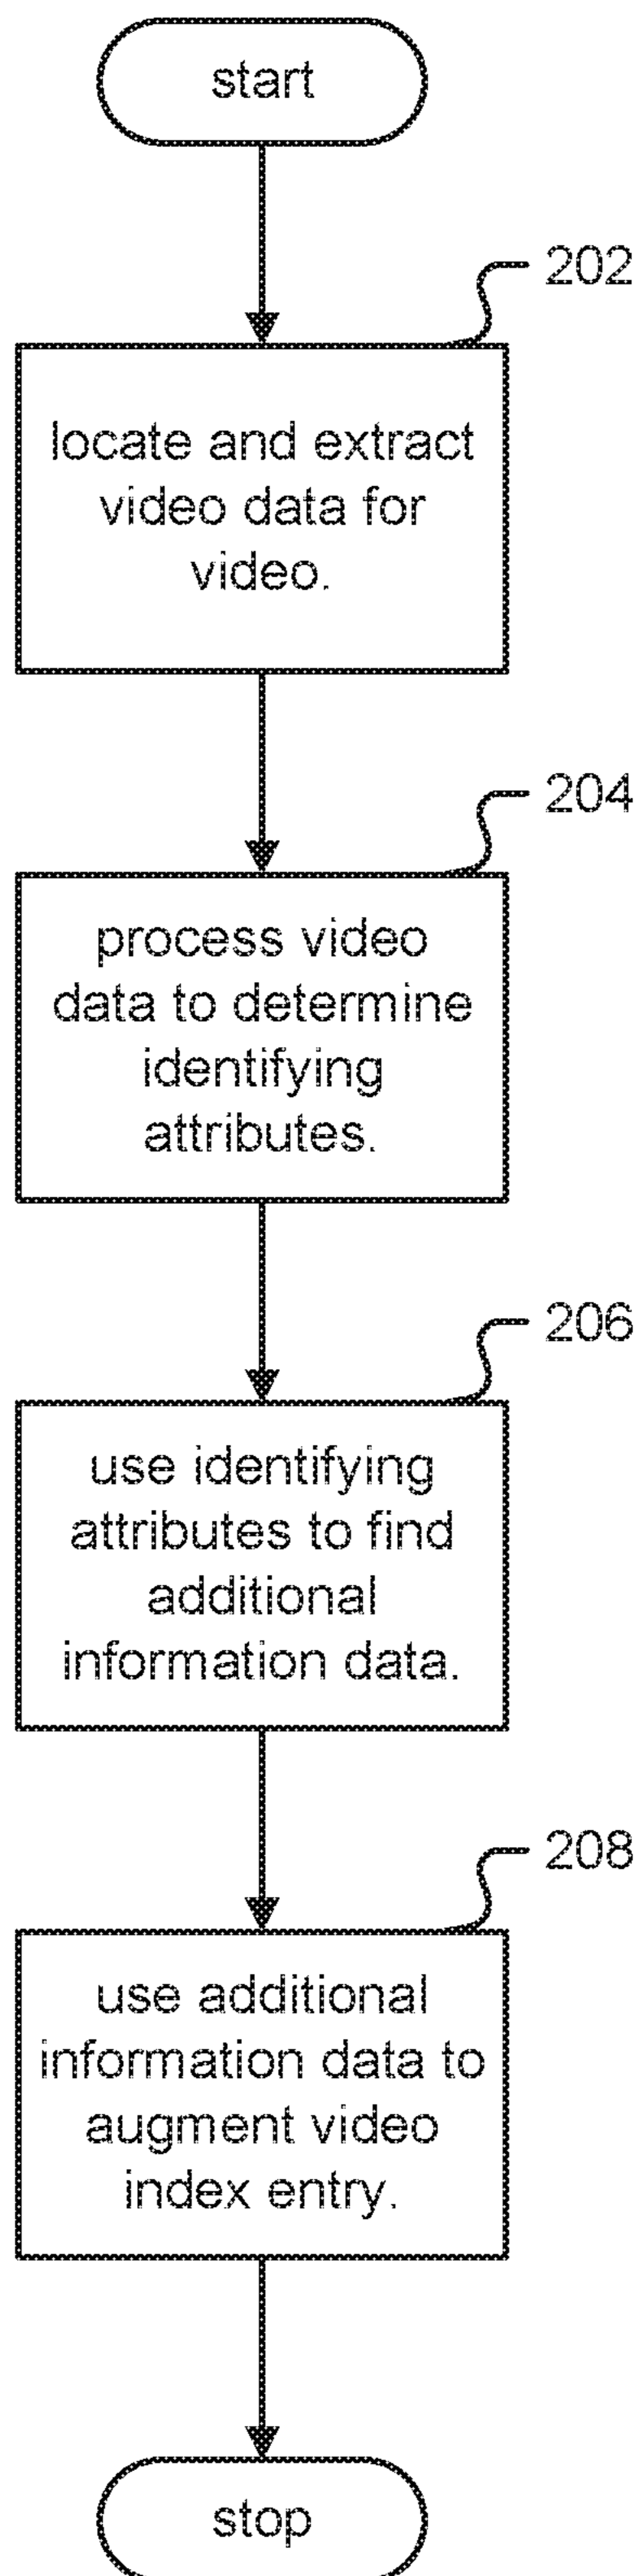 start
202
locate and extract
video data for
video.
204
process video
data to determine
identifying
attributes.
206
use identifying
attributes to find
additional
information data.
208
use additional
information data to
augment video
index entry.
stop